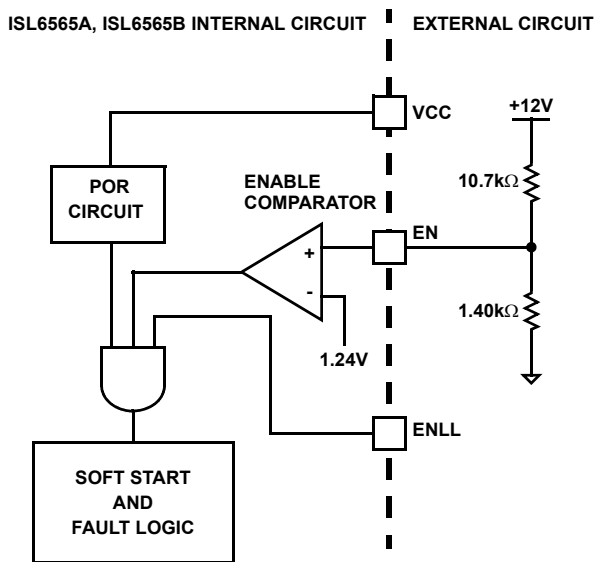 ISL6565A, ISL6565B INTERNAL CIRCUIT
EXTERNAL CIRCUIT
VCC
+12V
POR
CIRCUIT
ENABLE
COMPARATOR
10.7kΩ
EN
+
-
1.40kΩ
1.24V
ENLL
SOFT START
AND
FAULT LOGIC